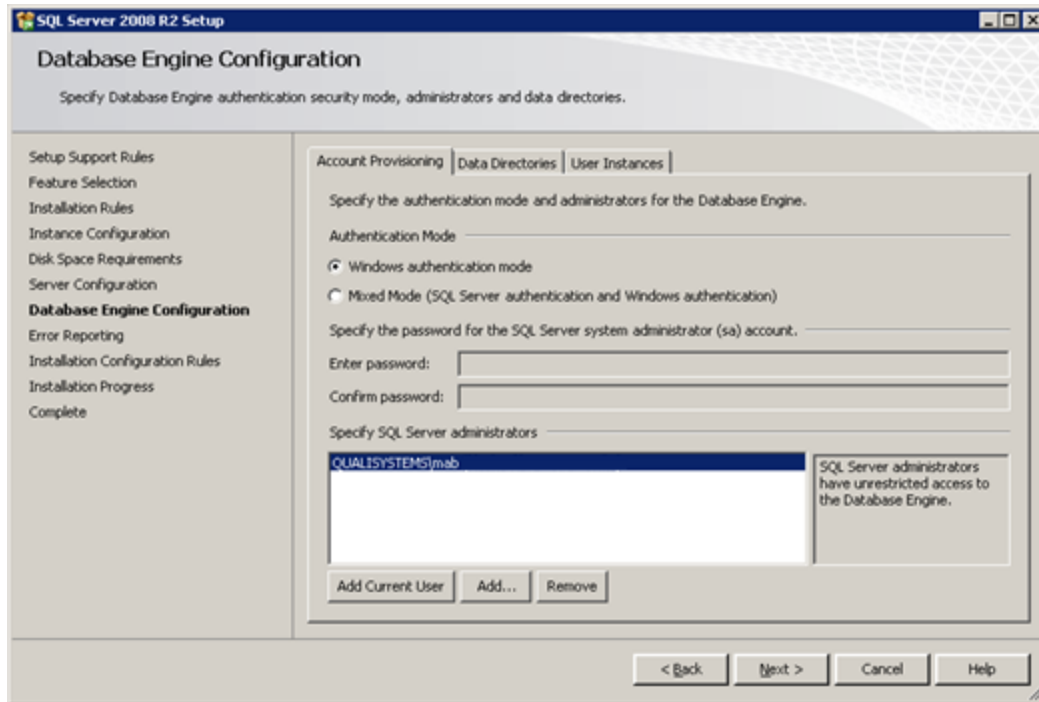 SQL Server 2008 R2 Setup
Database Engine Configuration
Specify Database Engine authentication security mode, administrators and data directories.
Setup Support Rules
Feature Selection
Installation Rules
Instance Configuration
Disk Space Requirements
Server Configuration
Database Engine Configuration
Error Reporting
Installation Configuration Rules
Installation Progress
Complete
Account Provisioning Data Directories User Instances
Specify the authentication mode and administrators for the Database Engine.
Authentication Mode
Windows authentication mode
Mixed Mode (SQL Server authentication and Windows authentication)
Specify the password for the SQL Server system administrator (sa) account.
Enter password:
Confirm password:
Specify SQL Server administrators
QUALISYSTEMS\mab
SQL Server administrators
have unrestricted access to
the Database Engine.
Add Current User Add... Remove
< Back Next > Cancel Help